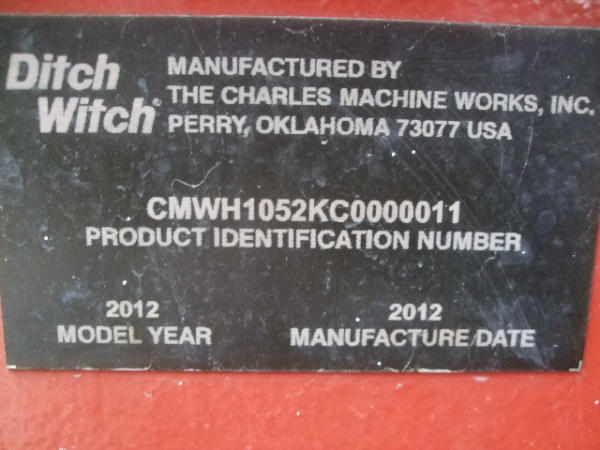 Ditch
Witch®
MANUFACTURED BY
THE CHARLES MACHINE WORKS, INC.
PERRY, OKLAHOMA 73077 USA
CMWH1052KC0000011
PRODUCT IDENTIFICATION NUMBER
2012
MODEL YEAR
2012
MANUFACTURE DATE